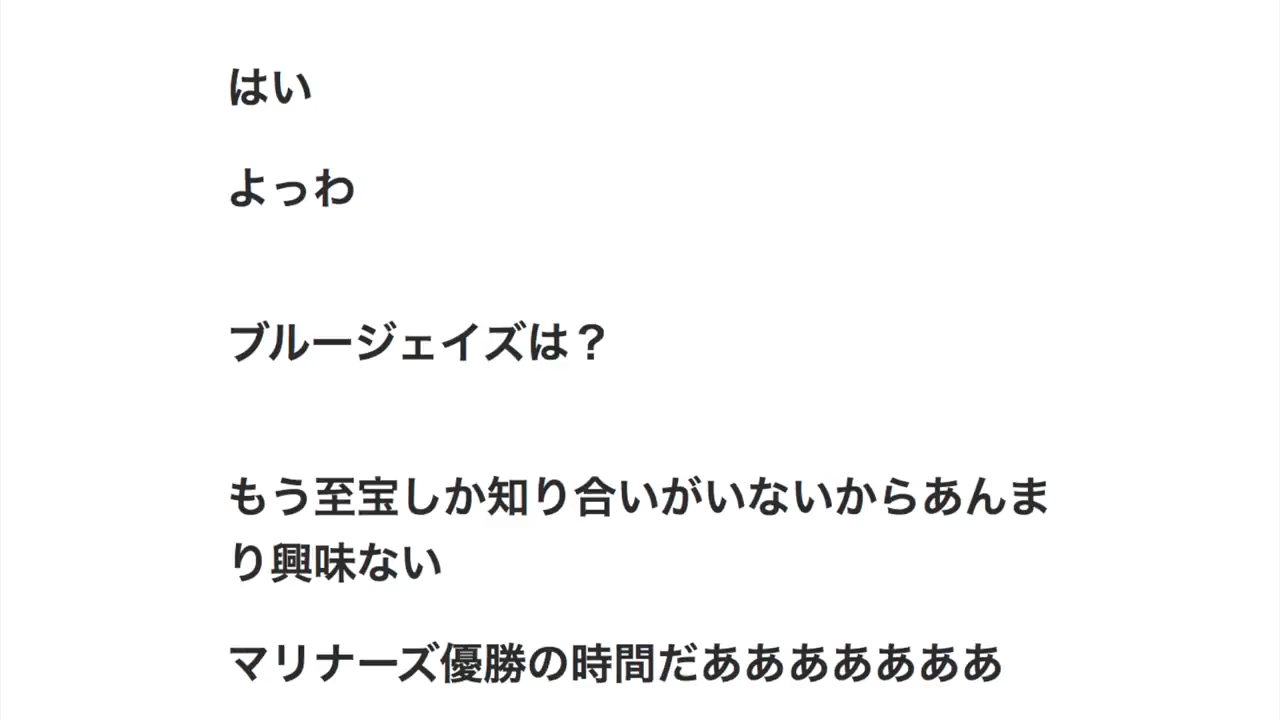 はい
よっわ
ブルージェイズは？
もう至宝しか知り合いがいないからあんま
り興味ない
マリナーズ優勝の時間だあああああああ